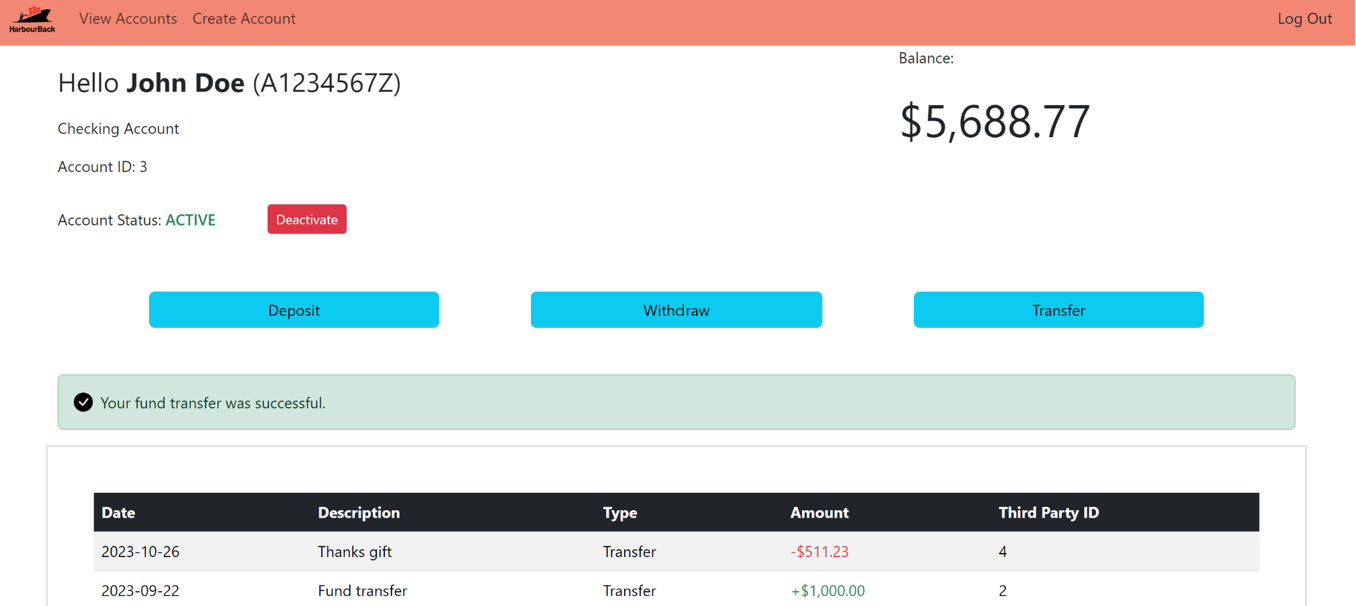 HarbourBack View Accounts Create Account Log Out
Hello John Doe (A1234567Z)
Balance:
$5,688.77
Checking Account
Account ID: 3
Account Status: ACTIVE Deactivate
Deposit Withdraw Transfer
Your fund transfer was successful.
Date Description Type Amount Third Party ID
2023-10-26 Thanks gift Transfer -$511.23 4
2023-09-22 Fund transfer Transfer +$1,000.00 2